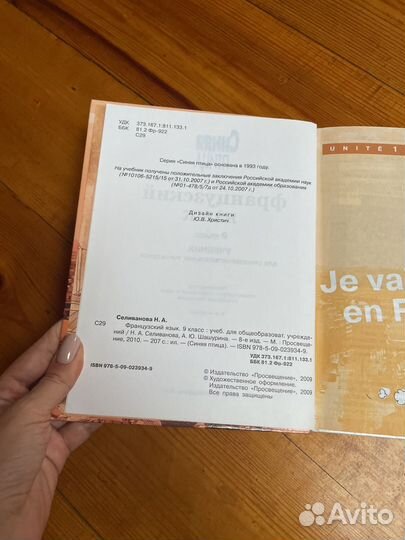 УДК 373.167.1:811.133.1
ББК 81.2 Фр-922
С29
Серия «Синяя птица» основана в 1993 году.
На учебник получены положительные заключения Российской академии наук
(№10106-5215/15 от 31.10.2007 г.) и Российской академии образования
(№01-478/5/7д от 24.10.2007 г.)
Дизайн книги
Ю.В. Христич
Селиванова Н. А.
С29 Французский язык. 9 класс : учеб. для общеобразоват. учрежде-
ний / Н. А. Селиванова, А. Ю. Шашурина. — 8-е изд. — М. : Просвеще-
ние, 2010. — 207 с.: ил. — (Синяя птица). — ISBN 978-5-09-023934-9.
УДК 373.167.1:811.133.1
ББК 81.2 Фр-922
ISBN 978-5-09-023934-9
© Издательство «Просвещение», 2009
© Художественное оформление.
Издательство «Просвещение», 2009
Все права защищены
UNITÉ 1
Je va
en F
Avito